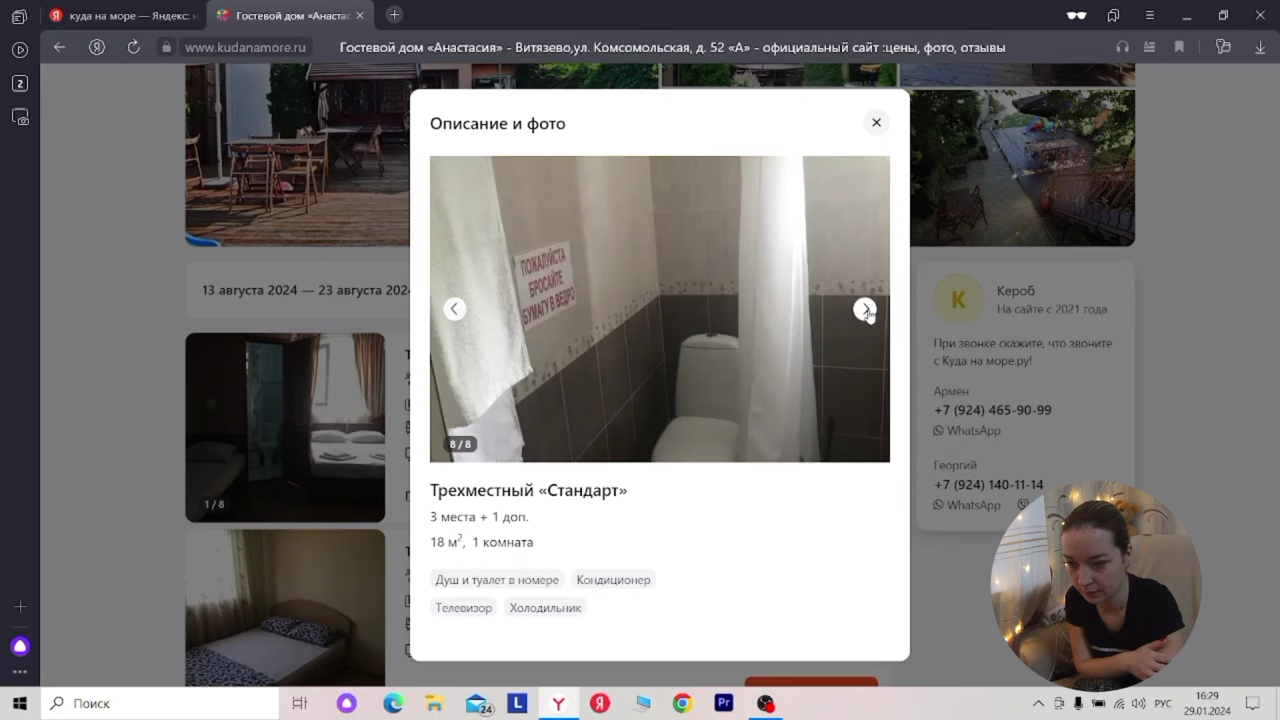 куда на море — Яндекс: н
Гостевой дом «Анастас
www.kudanamore.ru
Гостевой дом «Анастасия» - Витязево,ул. Комсомольская, д. 52 «А» - официальный сайт :цены, фото, отзывы
2
Описание и фото
ПОЖАЛУЙСТА
БРОСАЙТЕ
БУМАГУ В ВЕДРО
8 / 8
Трехместный «Стандарт»
3 места + 1 доп.
18 м², 1 комната
Душ и туалет в номере
Кондиционер
Телевизор
Холодильник
13 августа 2024 — 23 августа 2024
1 / 8
К
Кероб
На сайте с 2021 года
При звонке скажите, что звоните
с Куда на море.ру!
Армен
+7 (924) 465-90-99
WhatsApp
Георгий
+7 (924) 140-11-14
WhatsApp
Поиск
24
L
Y
Я
Pr
РУС
16:29
29.01.2024